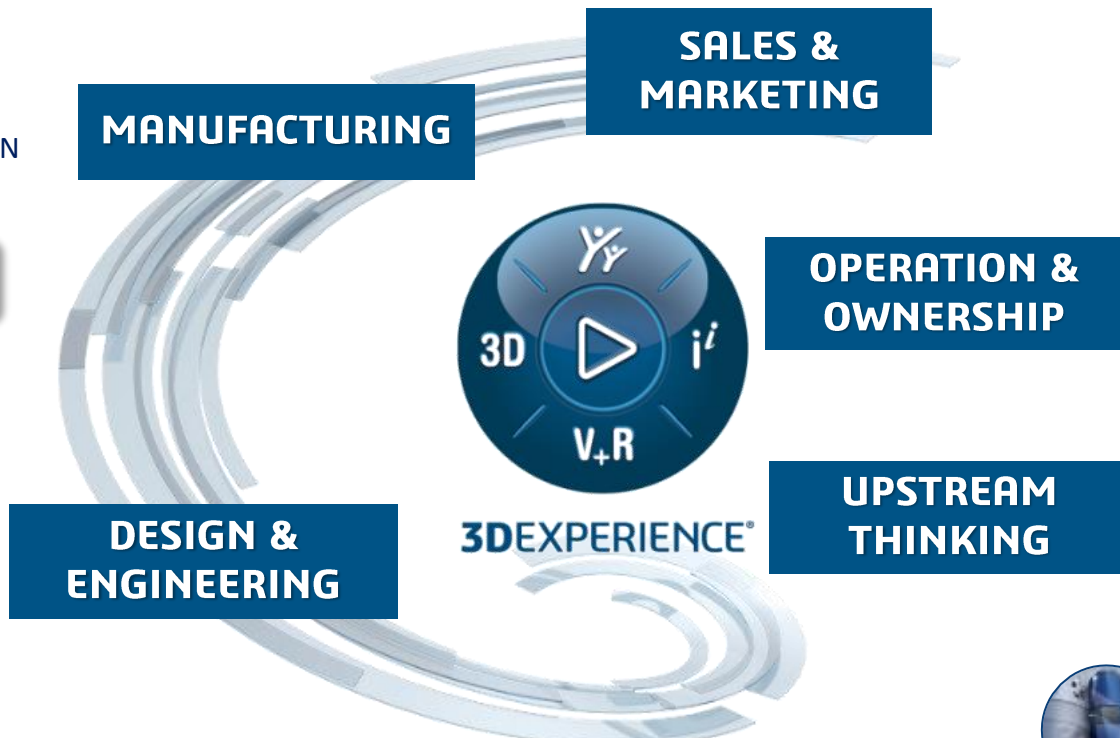 SALES &
MARKETING
MANUFACTURING
N
OPERATION &
OWNERSHIP
3D
i i
V+R
UPSTREAM
THINKING
DESIGN &
ENGINEERING
3DEXPERIENCE®